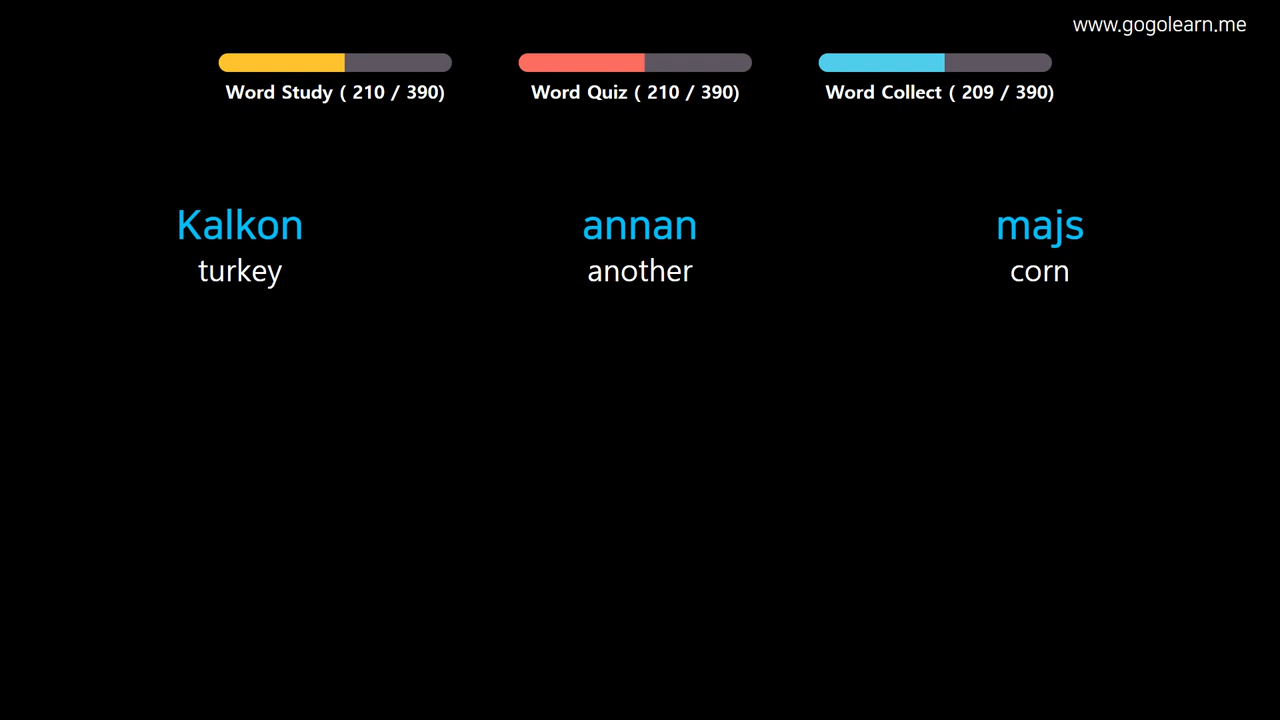 www.gogolearn.me
Word Study ( 210 / 390)
Word Quiz ( 210 / 390)
Word Collect ( 209 / 390)
Kalkon
turkey
annan
another
majs
corn